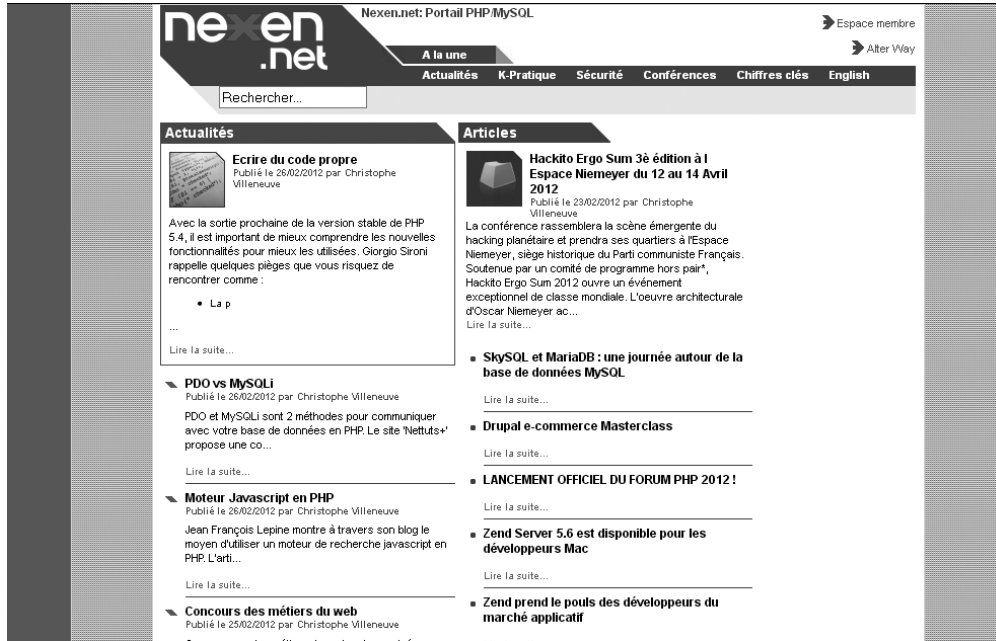 nexen
.net
Nexen.net: Portail PHP/MySQL
Espace membre
Alter Way
A la une
Actualités K-Pratique Sécurité Conférences Chiffres clés English
Rechercher...
Actualités
Ecrire du code propre
Publié le 26/02/2012 par Christophe
Villeneuve
Avec la sortie prochaine de la version stable de PHP
5.4, il est important de mieux comprendre les nouvelles
fonctionnalités pour mieux les utilisées. Giorgio Sironi
rappelle quelques pièges que vous risquez de
rencontrer comme :
• La p
...
Lire la suite...
PDO vs MySQLi
Publié le 26/02/2012 par Christophe Villeneuve
PDO et MySQLi sont 2 méthodes pour communiquer
avec votre base de données en PHP. Le site 'Nettuts+'
propose une co...
Lire la suite...
Moteur Javascript en PHP
Publié le 26/02/2012 par Christophe Villeneuve
Jean François Lepine montre à travers son blog le
moyen d'utiliser un moteur de recherche javascript en
PHP. L'arti...
Lire la suite...
Concours des métiers du web
Publié le 25/02/2012 par Christophe Villeneuve
Articles
Hackito Ergo Sum 3è édition à l
Espace Niemeyer du 12 au 14 Avril
2012
Publié le 23/02/2012 par Christophe
Villeneuve
La conférence rassemblera la scène émergente du
hacking planétaire et prendra ses quartiers à l'Espace
Niemeyer, siège historique du Parti communiste Français.
Soutenue par un comité de programme hors pair*,
Hackito Ergo Sum 2012 ouvre un événement
exceptionnel de classe mondiale. L'oeuvre architecturale
d'Oscar Niemeyer ac...
Lire la suite...
SkySQL et MariaDB : une journée autour de la
base de données MySQL
Lire la suite...
Drupal e-commerce Masterclass
Lire la suite...
LANCEMENT OFFICIEL DU FORUM PHP 2012 !
Lire la suite...
Zend Server 5.6 est disponible pour les
développeurs Mac
Lire la suite...
Zend prend le pouls des développeurs du
marché applicatif